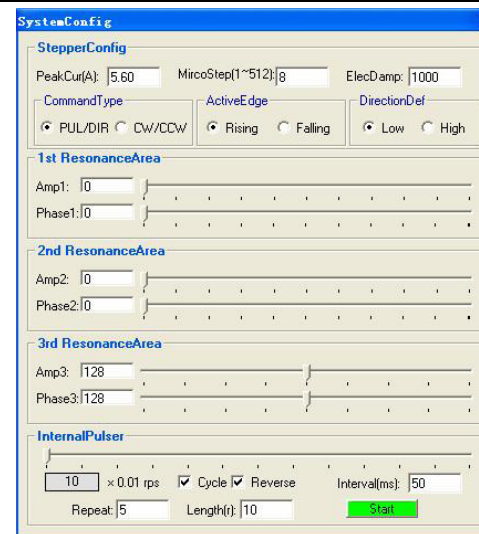 SystemConfig
StepperConfig
PeakCur(A): 5.60 MircoStep(1~512): 8 ElecDamp: 1000
CommandType ActiveEdge DirectionDef
PUL/DIR CW/CCW Rising Falling Low High
1st ResonanceArea
Amp1: 0
Phase1: 0
2nd ResonanceArea
Amp2: 0
Phase2: 0
3rd ResonanceArea
Amp3: 128
Phase3: 128
InternalPulser
10 × 0.01 rps Cycle Reverse Interval(ms): 50
Repeat: 5 Length(r): 10 Start